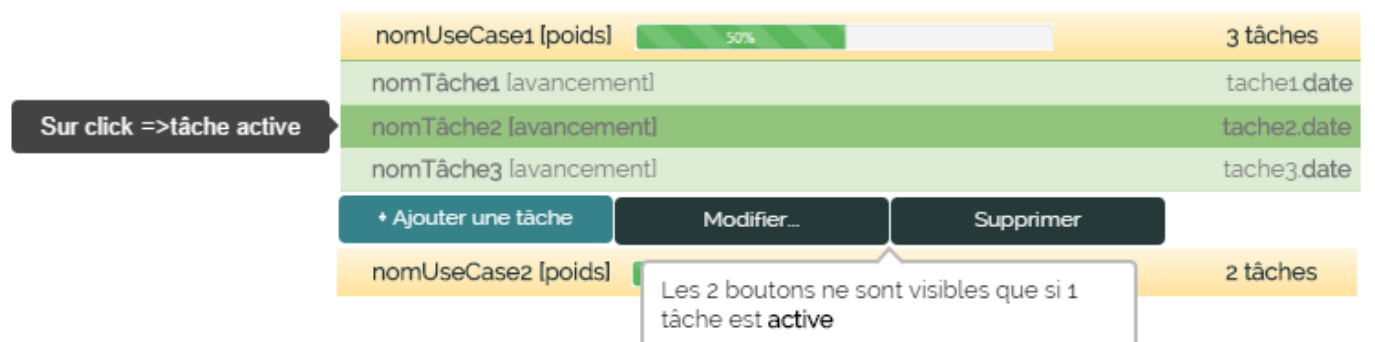 nomUseCase1 [poids] 50% 3 tâches
nomTâche1 [avancement] tache1.date
Sur click =>tâche active
nomTâche2 [avancement] tache2.date
nomTâche3 [avancement] tache3.date
+ Ajouter une tâche Modifier... Supprimer
nomUseCase2 [poids] 2 tâches
Les 2 boutons ne sont visibles que si 1
tâche est active